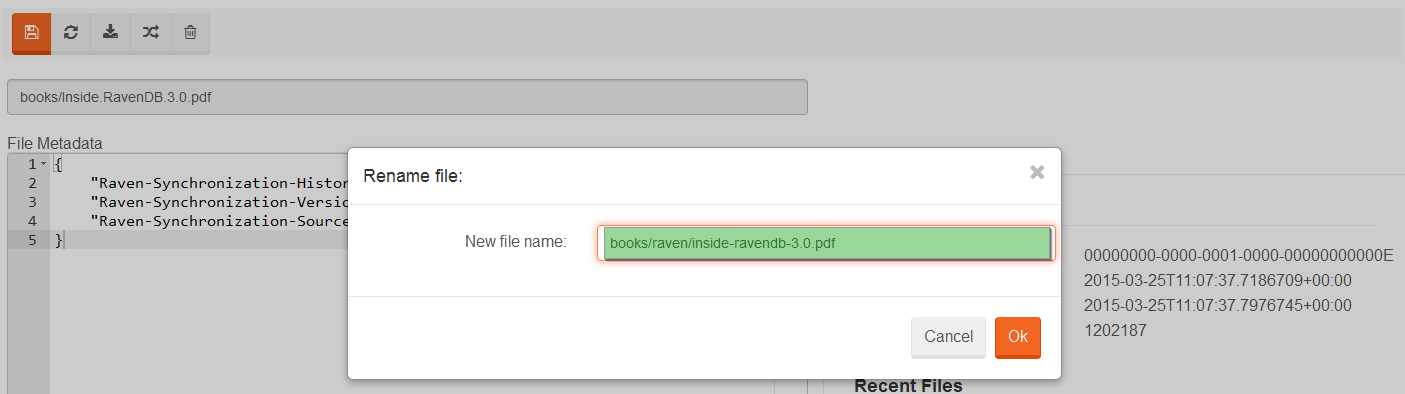 books/Inside.RavenDB.3.0.pdf
File Metadata
1 {
2 "Raven-Synchronization-Histor
3 "Raven-Synchronization-Versio
4 "Raven-Synchronization-Source
5 }
Rename file:
New file name: books/raven/inside-ravendb-3.0.pdf
Cancel Ok
00000000-0000-0001-0000-00000000000E
2015-03-25T11:07:37.7186709+00:00
2015-03-25T11:07:37.7976745+00:00
1202187
Recent Files